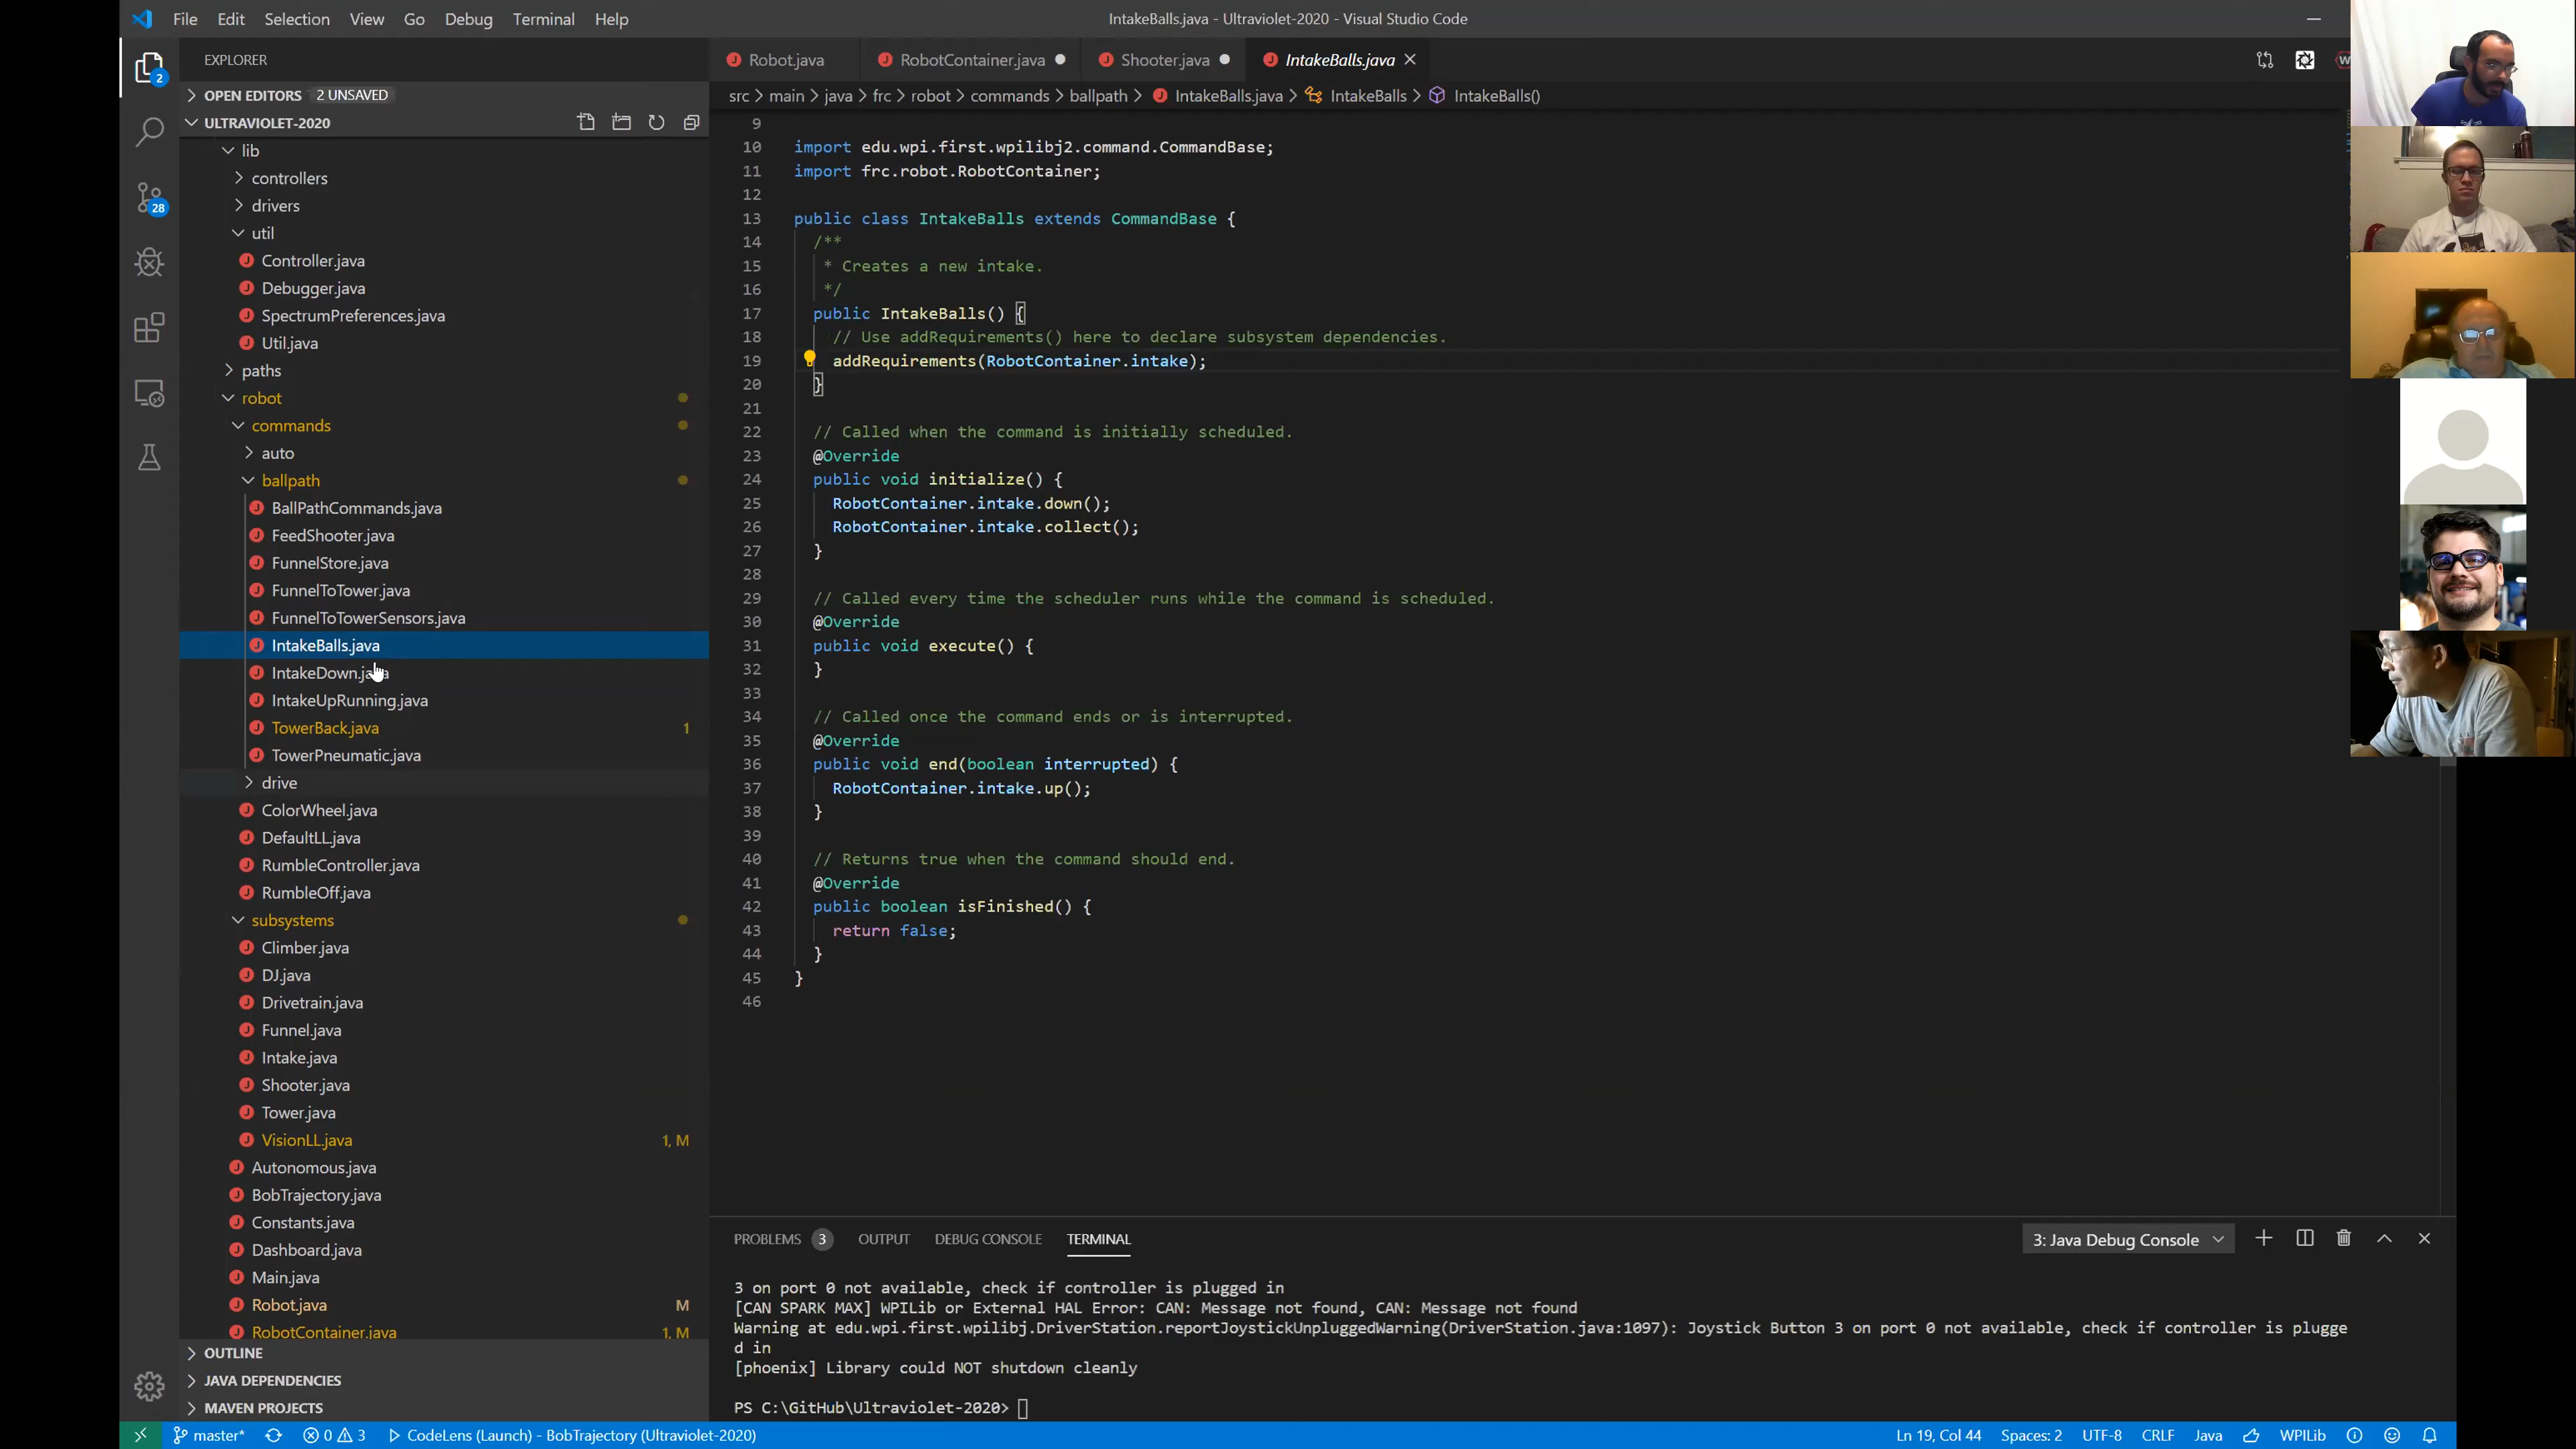 File Edit Selection View Go Debug Terminal Help
IntakeBalls.java - Ultraviolet-2020 - Visual Studio Code
EXPLORER
OPEN EDITORS 2 UNSAVED
ULTRAVIOLET-2020
lib
controllers
drivers
util
Controller.java
Debugger.java
SpectrumPreferences.java
Util.java
paths
robot
commands
auto
ballpath
BallPathCommands.java
FeedShooter.java
FunnelStore.java
FunnelToTower.java
FunnelToTowerSensors.java
IntakeBalls.java
IntakeDown.java
IntakeUpRunning.java
TowerBack.java 1
TowerPneumatic.java
drive
ColorWheel.java
DefaultLL.java
RumbleController.java
RumbleOff.java
subsystems
Climber.java
DJ.java
Drivetrain.java
Funnel.java
Intake.java
Shooter.java
Tower.java
VisionLL.java 1, M
Autonomous.java
BobTrajectory.java
Constants.java
Dashboard.java
Main.java
Robot.java M
RobotContainer.java 1, M
OUTLINE
JAVA DEPENDENCIES
MAVEN PROJECTS
2
28
Robot.java RobotContainer.java Shooter.java IntakeBalls.java
src > main > java > frc > robot > commands > ballpath > IntakeBalls.java > IntakeBalls > IntakeBalls()
9
10 import edu.wpi.first.wpilibj2.command.CommandBase;
11 import frc.robot.RobotContainer;
12
13 public class IntakeBalls extends CommandBase {
14 /**
15 * Creates a new intake.
16 */
17 public IntakeBalls() {
18 // Use addRequirements() here to declare subsystem dependencies.
19 addRequirements(RobotContainer.intake);
20 }
21
22 // Called when the command is initially scheduled.
23 @Override
24 public void initialize() {
25 RobotContainer.intake.down();
26 RobotContainer.intake.collect();
27 }
28
29 // Called every time the scheduler runs while the command is scheduled.
30 @Override
31 public void execute() {
32 }
33
34 // Called once the command ends or is interrupted.
35 @Override
36 public void end(boolean interrupted) {
37 RobotContainer.intake.up();
38 }
39
40 // Returns true when the command should end.
41 @Override
42 public boolean isFinished() {
43 return false;
44 }
45 }
46
PROBLEMS 3 OUTPUT DEBUG CONSOLE TERMINAL
3: Java Debug Console
3 on port 0 not available, check if controller is plugged in
[CAN SPARK MAX] WPILib or External HAL Error: CAN: Message not found, CAN: Message not found
Warning at edu.wpi.first.wpilibj.DriverStation.reportJoystickUnpluggedWarning(DriverStation.java:1097): Joystick Button 3 on port 0 not available, check if controller is plugge
d in
[phoenix] Library could NOT shutdown cleanly
PS C:\GitHub\Ultraviolet-2020>
master* 0 3 CodeLens (Launch) - BobTrajectory (Ultraviolet-2020)
Ln 19, Col 44 Spaces: 2 UTF-8 CRLF Java WPILib